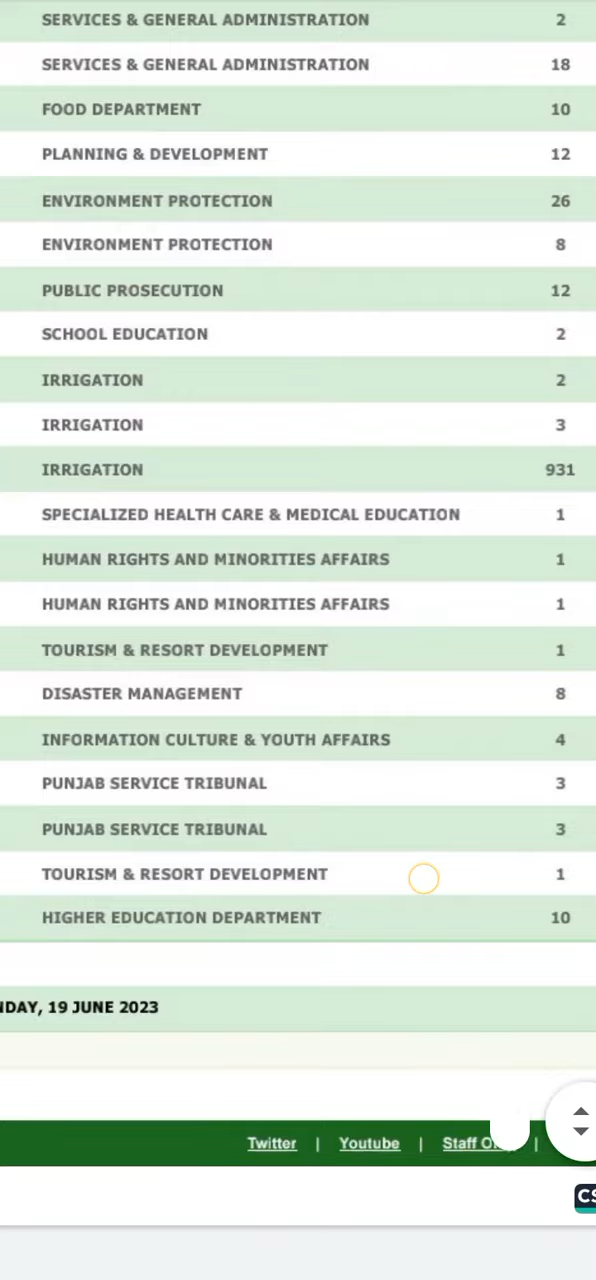 SERVICES & GENERAL ADMINISTRATION 2
SERVICES & GENERAL ADMINISTRATION 18
FOOD DEPARTMENT 10
PLANNING & DEVELOPMENT 12
ENVIRONMENT PROTECTION 26
ENVIRONMENT PROTECTION 8
PUBLIC PROSECUTION 12
SCHOOL EDUCATION 2
IRRIGATION 2
IRRIGATION 3
IRRIGATION 931
SPECIALIZED HEALTH CARE & MEDICAL EDUCATION 1
HUMAN RIGHTS AND MINORITIES AFFAIRS 1
HUMAN RIGHTS AND MINORITIES AFFAIRS 1
TOURISM & RESORT DEVELOPMENT 1
DISASTER MANAGEMENT 8
INFORMATION CULTURE & YOUTH AFFAIRS 4
PUNJAB SERVICE TRIBUNAL 3
PUNJAB SERVICE TRIBUNAL 3
TOURISM & RESORT DEVELOPMENT 1
HIGHER EDUCATION DEPARTMENT 10
NDAY, 19 JUNE 2023
Twitter | Youtube | Staff |
CS